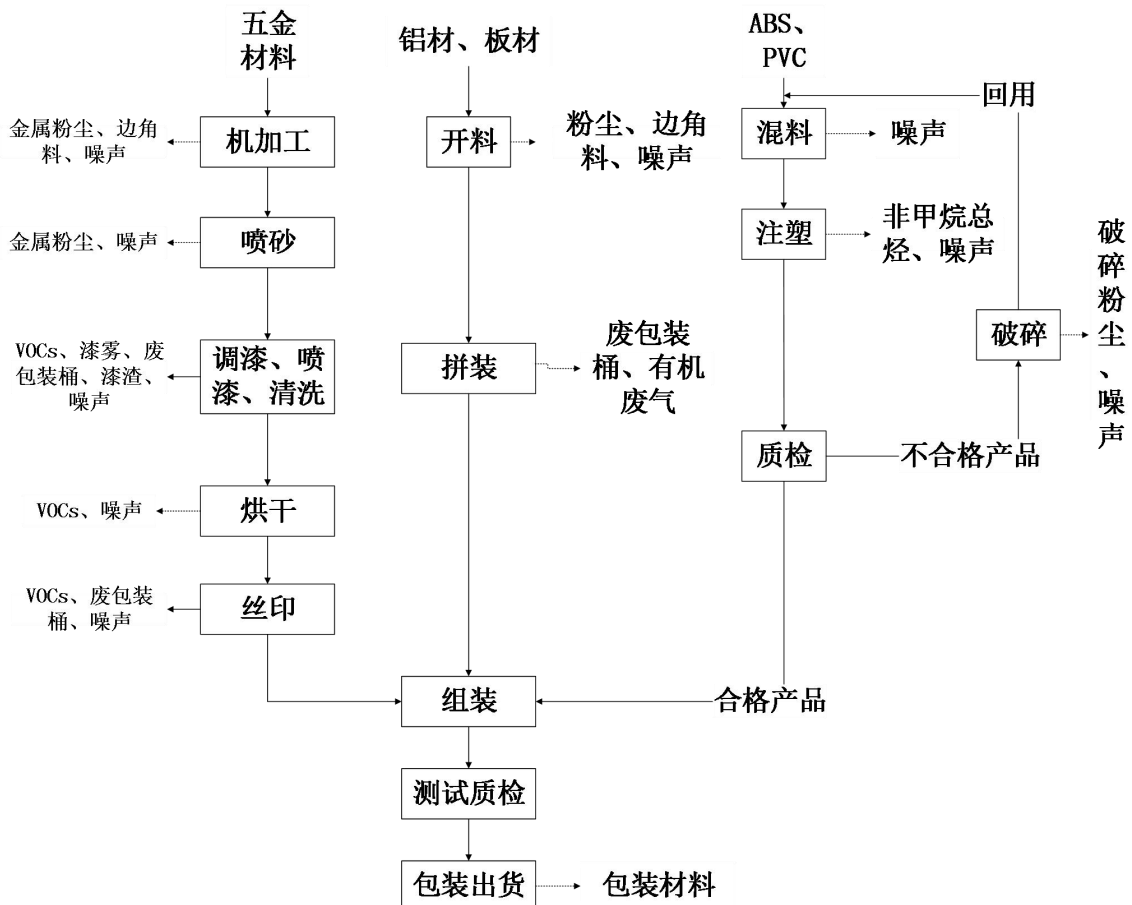 五金
材料
铝材、板材
ABS、
PVC
回用
金属粉尘、边角
料、噪声
机加工
开料
粉尘、边角
料、噪声
混料
噪声
金属粉尘、噪声
喷砂
注塑
非甲烷总
烃、噪声
破碎
破
碎
粉
尘
、
噪
声
VOCs、漆雾、废
包装桶、漆渣、
噪声
调漆、喷
漆、清洗
拼装
废包装
桶、有机
废气
质检
不合格产品
VOCs、噪声
烘干
VOCs、废包装
桶、噪声
丝印
组装
合格产品
测试质检
包装出货
包装材料